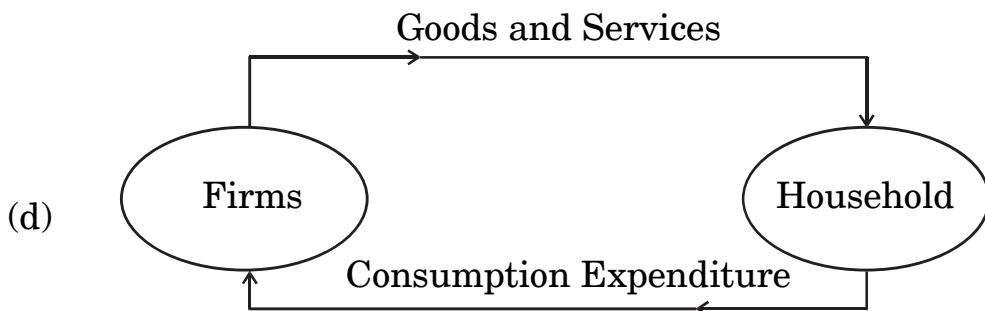 Goods and Services
Firms
Household
(d)
Consumption Expenditure